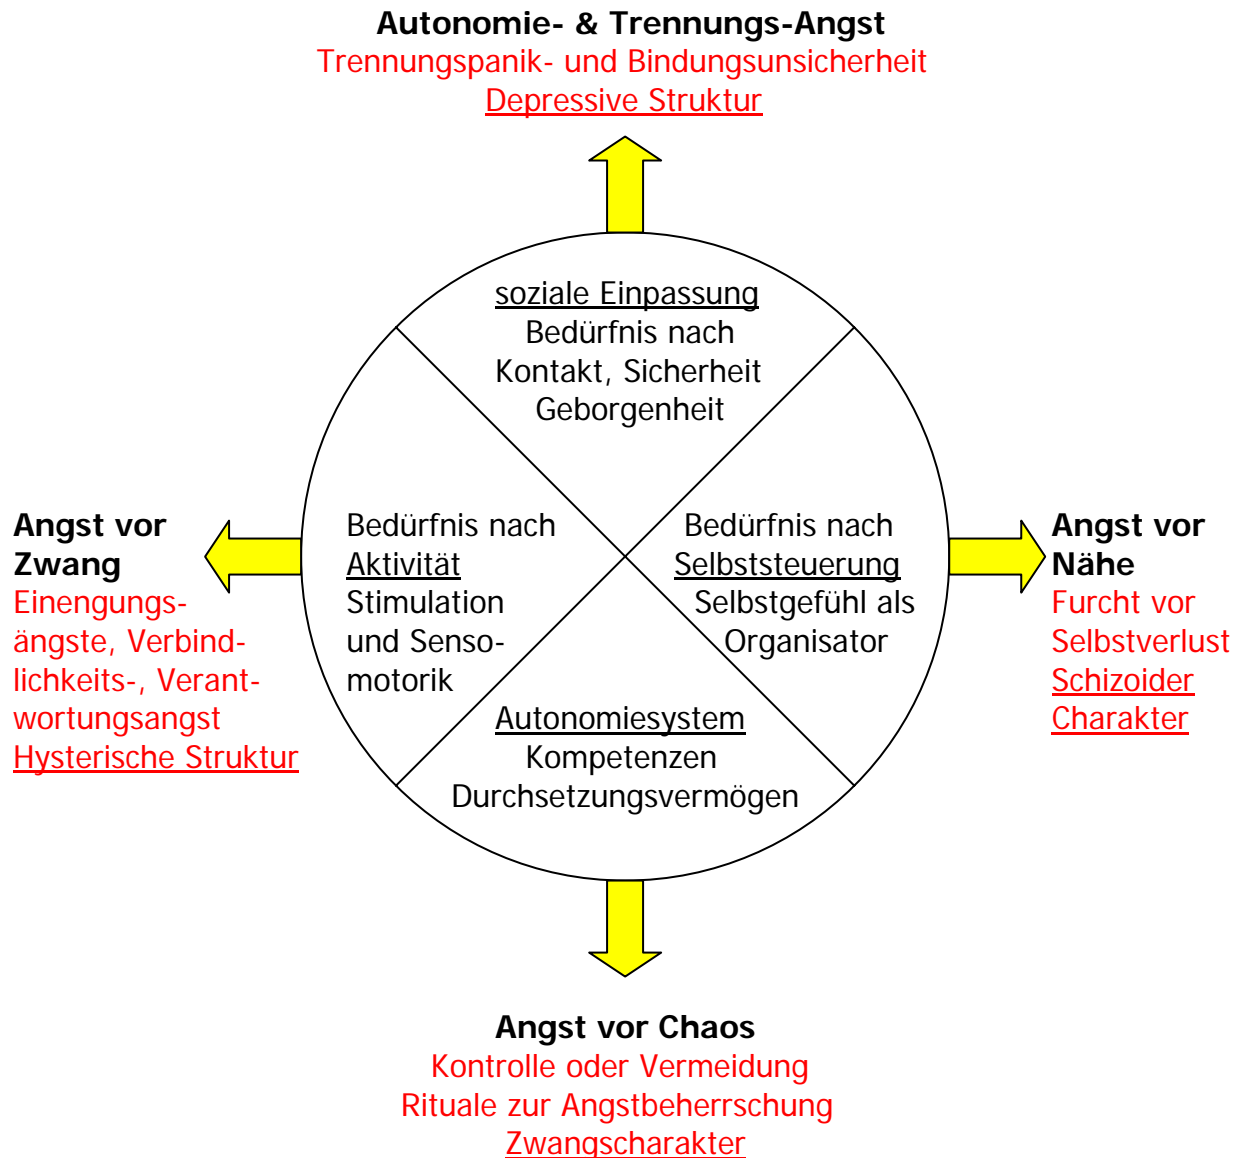 Autonomie- & Trennungs-Angst
Trennungspanik- und Bindungsunsicherheit
Depressive Struktur
soziale Einpassung
Bedürfnis nach
Kontakt, Sicherheit
Geborgenheit
Angst vor
Zwang
Einengungs-
ängste, Verbind-
lichkeits-, Verant-
wortungsangst
Hysterische Struktur
Bedürfnis nach
Aktivität
Stimulation
und Senso-
motorik
Bedürfnis nach
Selbststeuerung
Selbstgefühl als
Organisator
Angst vor
Nähe
Furcht vor
Selbstverlust
Schizoider
Charakter
Autonomiesystem
Kompetenzen
Durchsetzungsvermögen
Angst vor Chaos
Kontrolle oder Vermeidung
Rituale zur Angstbeherrschung
Zwangscharakter